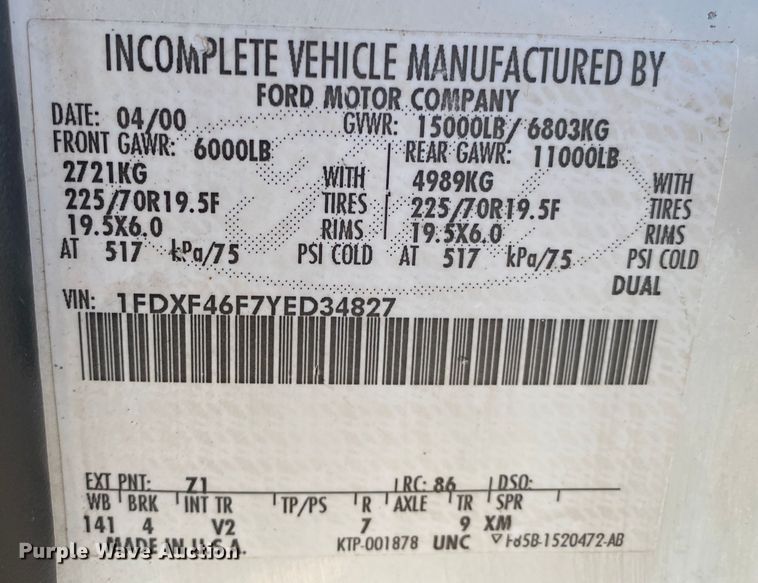 INCOMPLETE VEHICLE MANUFACTURED BY
FORD MOTOR COMPANY
DATE: 04/00 GVWR: 15000LB/ 6803KG
FRONT GAWR: 6000LB REAR GAWR: 11000LB
2721KG WITH 4989KG WITH
225/70R19.5F TIRES 225/70R19.5F TIRES
19.5X6.0 RIMS 19.5X6.0 RIMS
AT 517 kPa/75 PSI COLD AT 517 kPa/75 PSI COLD
DUAL
VIN: 1FDXF46F7YED34827
EXT PNT: Z1 RC: 86 DSO:
WB BRK INT TR TP/PS R AXLE TR SPR
141 4 V2 7 9 XM
MADE IN U.S.A. KTP-001878 UNC F85B-1520472-AB
Purple Wave Auction